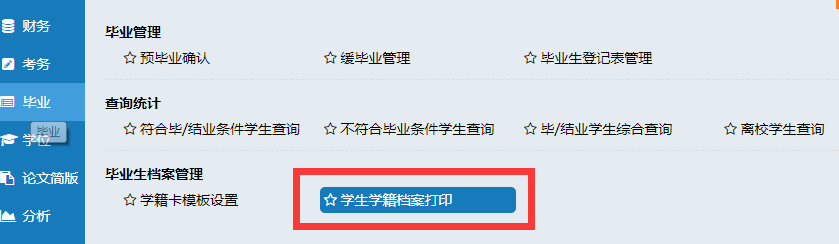 财务
考务
毕业
毕业
学位
论文简版
分析
毕业管理
预毕业确认 缓毕业管理 毕业生登记表管理
查询统计
符合毕/结业条件学生查询 不符合毕业条件学生查询 毕/结业学生综合查询 离校学生查询
毕业生档案管理
学籍卡模板设置 学生学籍档案打印